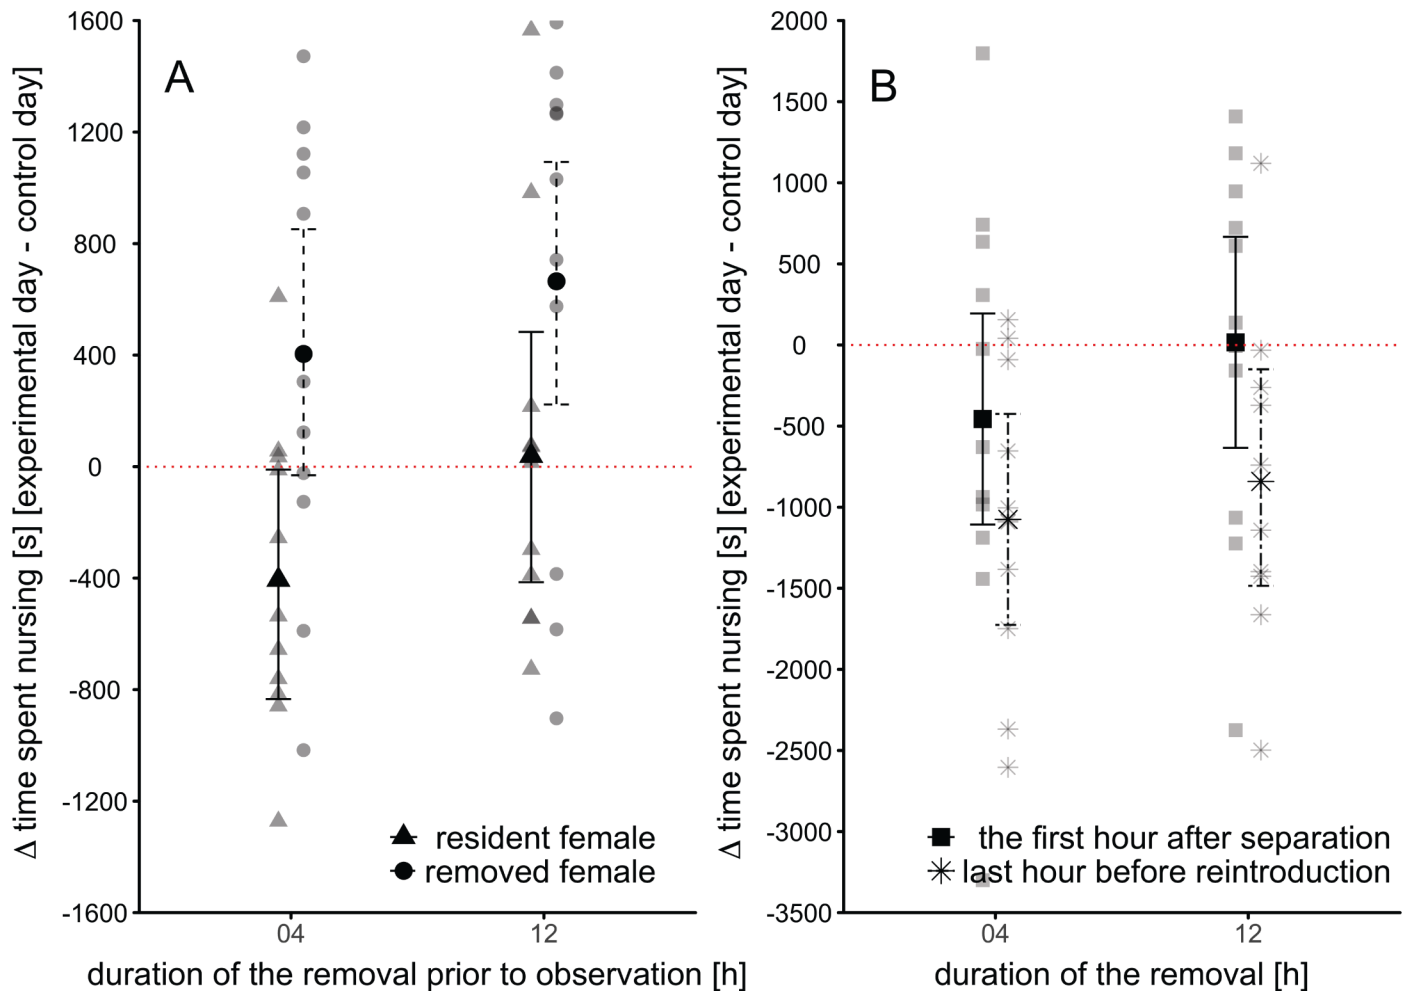 A
Δ time spent nursing [s] [experimental day - control day]
1600
1200
800
400
0
-400
-800
-1200
-1600
resident female
removed female
04
12
duration of the removal prior to observation [h]
B
Δ time spent nursing [s] [experimental day - control day]
2000
1500
1000
500
0
-500
-1000
-1500
-2000
-2500
-3000
-3500
the first hour after separation
last hour before reintroduction
04
12
duration of the removal [h]